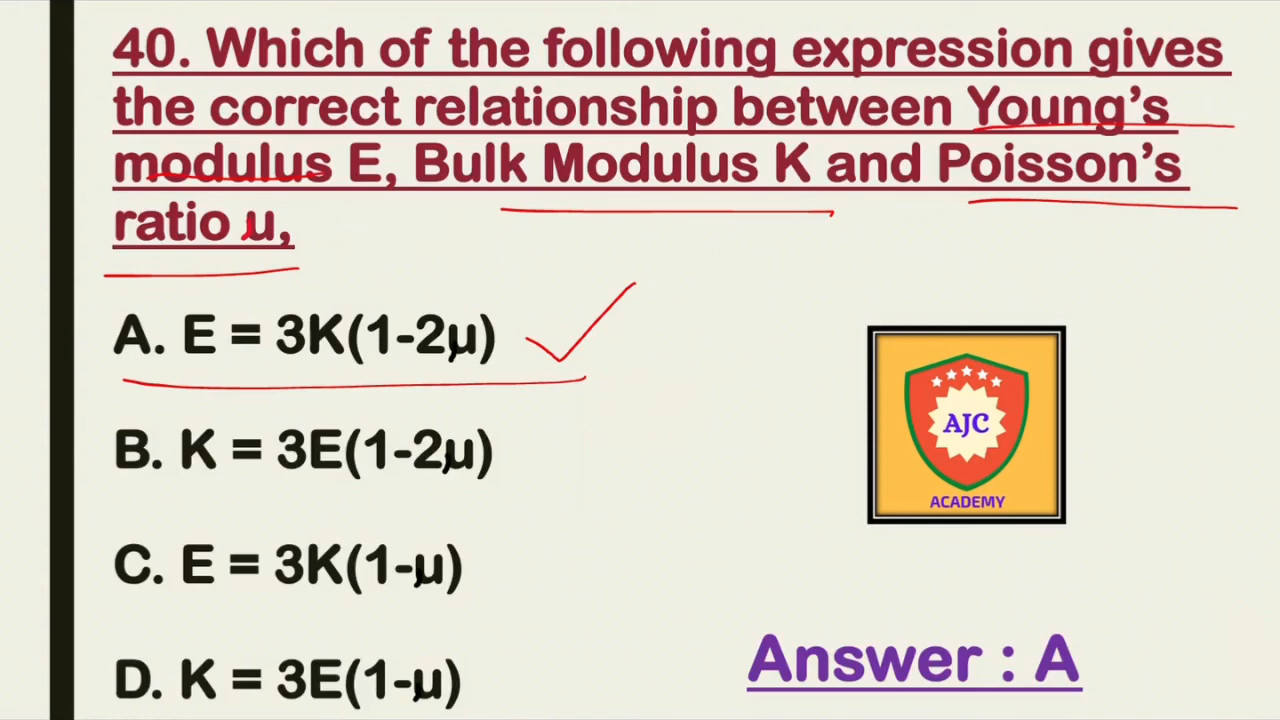 40. Which of the following expression gives
the correct relationship between Young’s
modulus E, Bulk Modulus K and Poisson’s
ratio µ,
A. E = 3K(1-2µ)
B. K = 3E(1-2µ)
C. E = 3K(1-µ)
D. K = 3E(1-µ)
AJC
ACADEMY
Answer : A